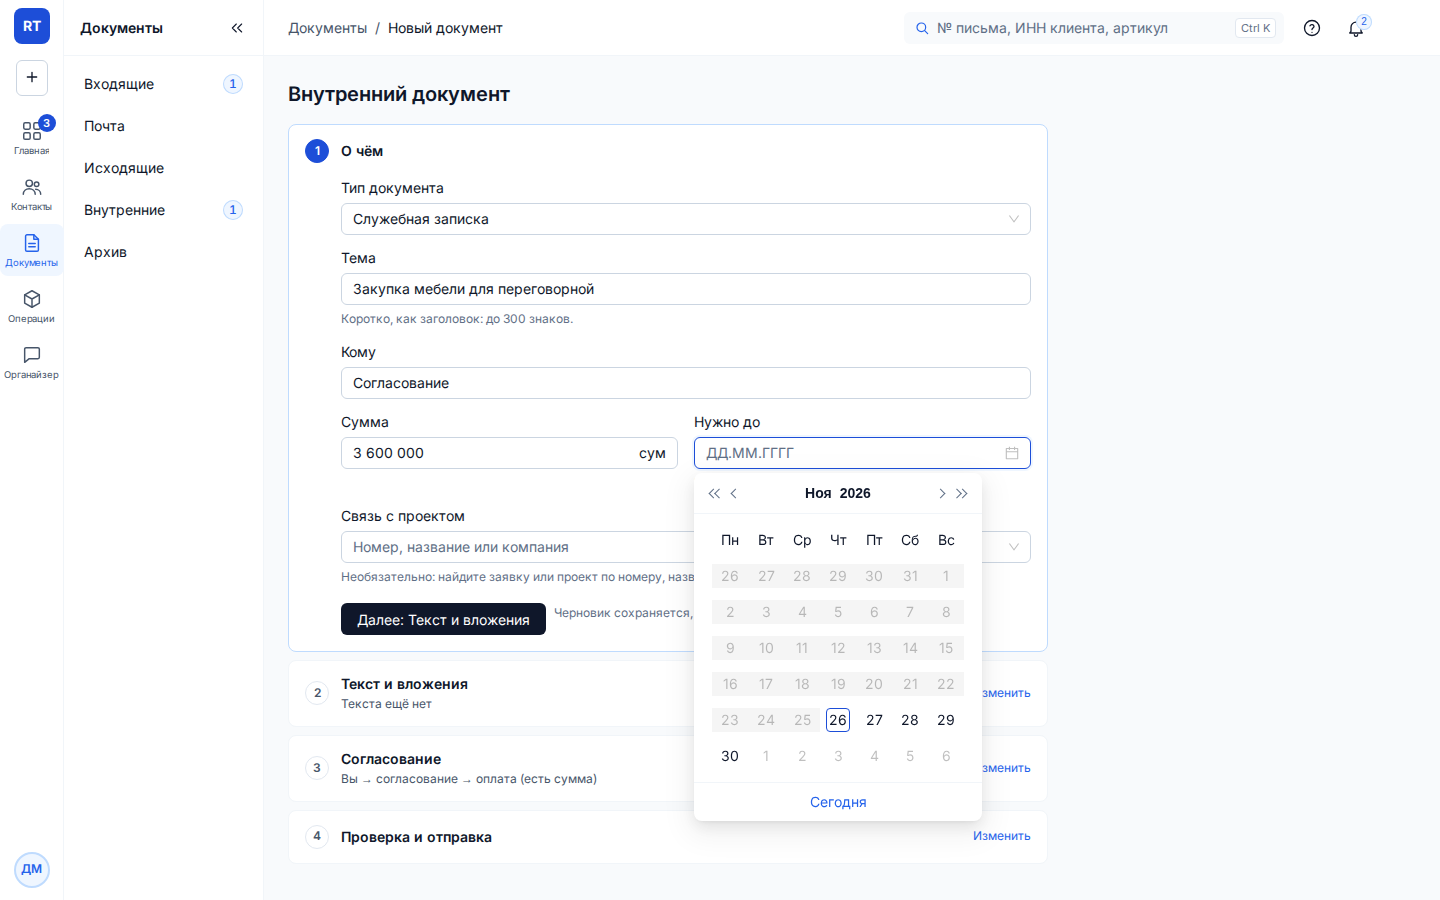 RT
Документы
Документы / Новый документ
№ письма, ИНН клиента, артикул
Ctrl K
2
3
Главная
Контакты
Документы
Операции
Органайзер
ДМ
Входящие 1
Почта
Исходящие
Внутренние 1
Архив
Внутренний документ
1 О чём
Тип документа
Служебная записка
Тема
Закупка мебели для переговорной
Коротко, как заголовок: до 300 знаков.
Кому
Согласование
Сумма Нужно до
3 600 000 сум ДД.ММ.ГГГГ
Связь с проектом
Номер, название или компания
Необязательно: найдите заявку или проект по номеру,
Далее: Текст и вложения Черновик сохраняется,
Ноя 2026
Пн Вт Ср Чт Пт Сб Вс
26 27 28 29 30 31 1
2 3 4 5 6 7 8
9 10 11 12 13 14 15
16 17 18 19 20 21 22
23 24 25 26 27 28 29
30 1 2 3 4 5 6
Сегодня
2 Текст и вложения
Текста ещё нет
зменить
3 Согласование
Вы → согласование → оплата (есть сумма)
зменить
4 Проверка и отправка
Изменить